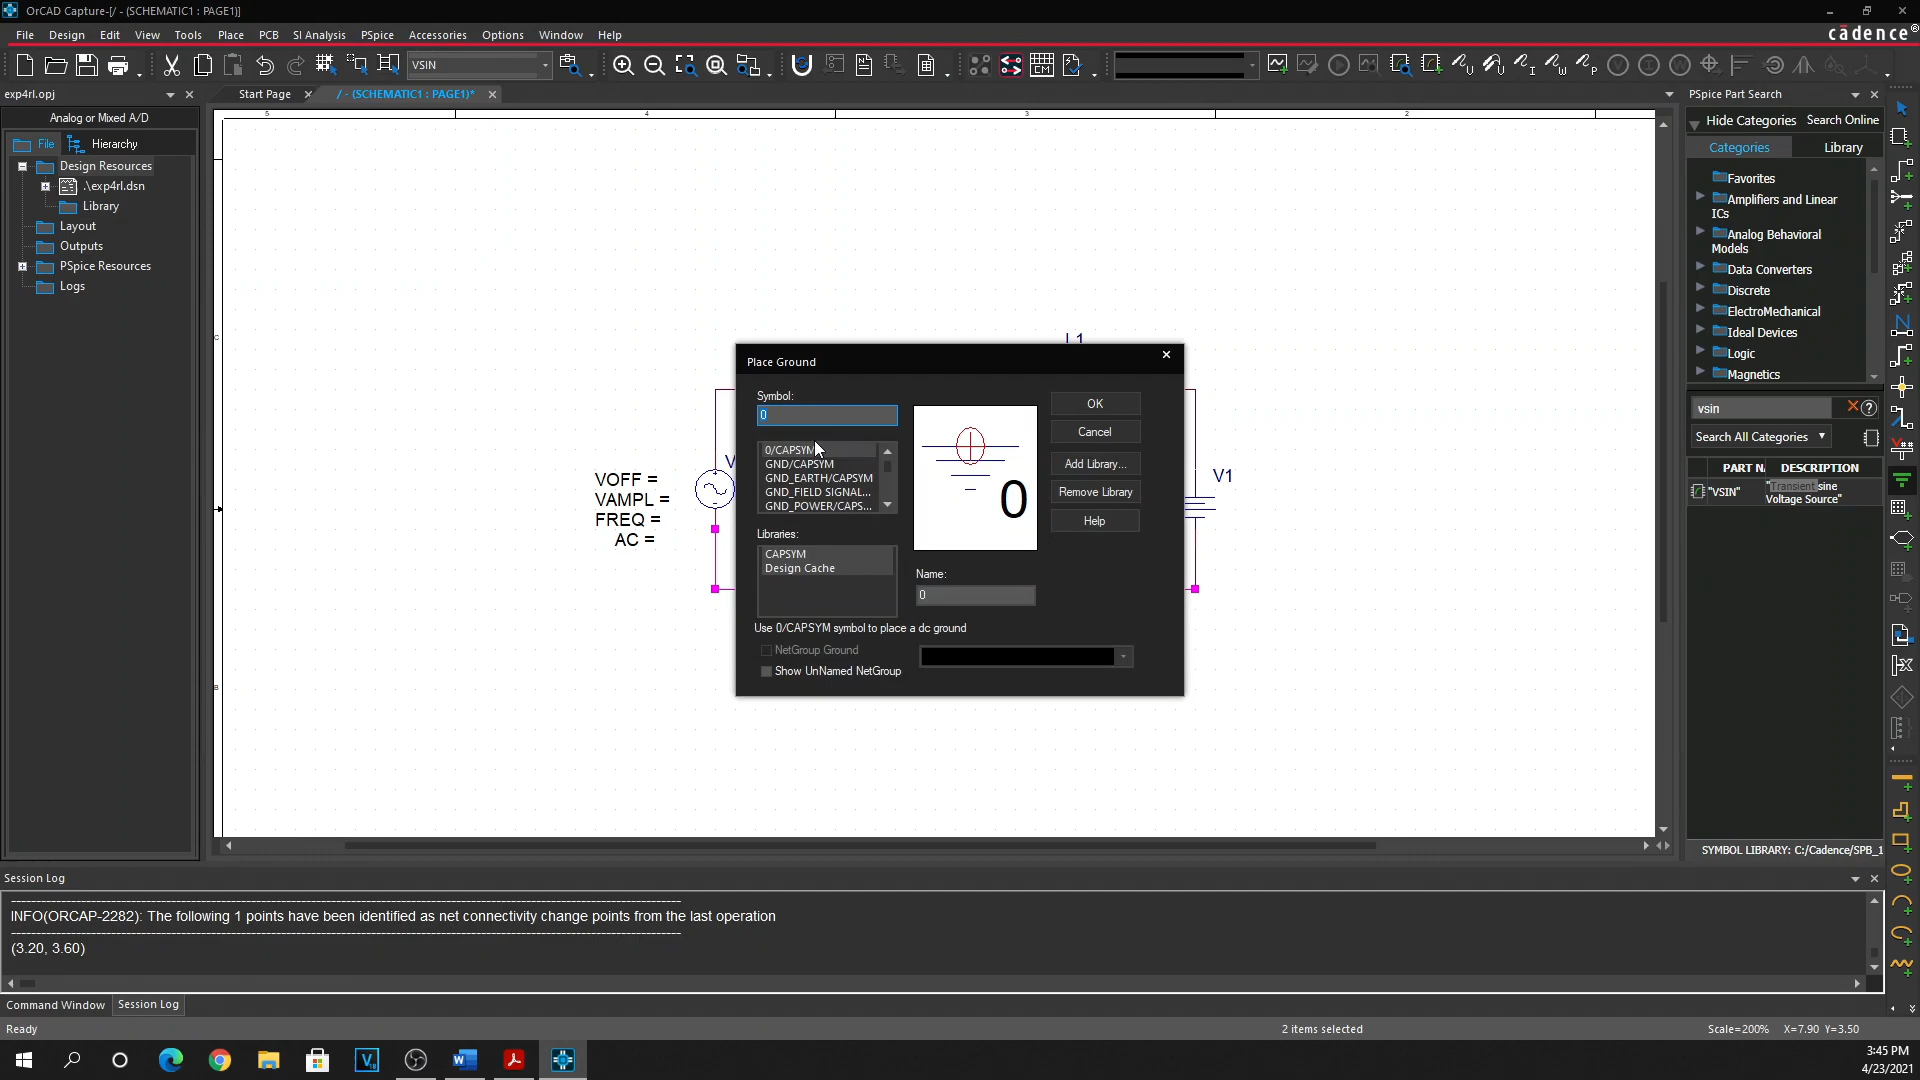 OrCAD Capture-[/ - (SCHEMATIC1 : PAGE1)]
File Design Edit View Tools Place PCB SI Analysis PSpice Accessories Options Window Help
cādence®
VSIN
exp4rl.opj
Start Page
/ - (SCHEMATIC1 : PAGE1)*
PSpice Part Search
Analog or Mixed A/D
File
Hierarchy
Design Resources
.\exp4rl.dsn
Library
Layout
Outputs
PSpice Resources
Logs
5
4
3
2
C
B
L1
VOFF =
VAMPL =
FREQ =
AC =
V
V1
Place Ground
Symbol:
0
0/CAPSYM
GND/CAPSYM
GND_EARTH/CAPSYM
GND_FIELD SIGNAL...
GND_POWER/CAPS...
Libraries:
CAPSYM
Design Cache
0
OK
Cancel
Add Library...
Remove Library
Help
Name:
0
Use 0/CAPSYM symbol to place a dc ground
NetGroup Ground
Show UnNamed NetGroup
Hide Categories
Search Online
Categories
Library
Favorites
Amplifiers and Linear
ICs
Analog Behavioral
Models
Data Converters
Discrete
ElectroMechanical
Ideal Devices
Logic
Magnetics
vsin
Search All Categories
PART N
DESCRIPTION
"VSIN"
"Transient sine
Voltage Source"
SYMBOL LIBRARY: C:/Cadence/SPB_1
Session Log
INFO(ORCAP-2282): The following 1 points have been identified as net connectivity change points from the last operation
(3.20, 3.60)
Command Window
Session Log
Ready
2 items selected
Scale=200% X=7.90 Y=3.50
3:45 PM
4/23/2021